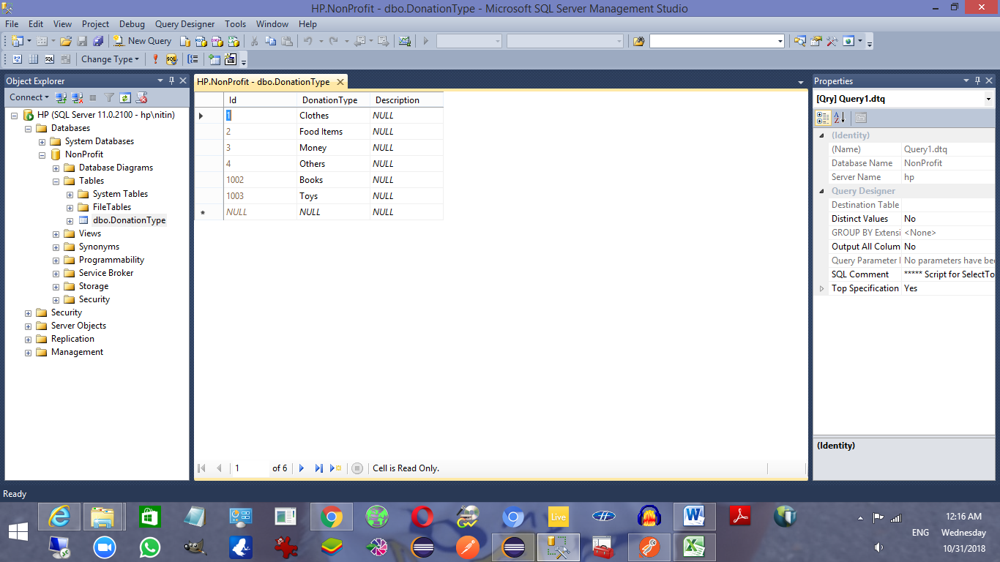 HP.NonProfit - dbo.DonationType - Microsoft SQL Server Management Studio
File Edit View Project Debug Query Designer Tools Window Help
New Query
Change Type
Object Explorer
Connect
HP (SQL Server 11.0.2100 - hp\nitin)
Databases
System Databases
NonProfit
Database Diagrams
Tables
System Tables
FileTables
dbo.DonationType
Views
Synonyms
Programmability
Service Broker
Storage
Security
Security
Server Objects
Replication
Management
HP.NonProfit - dbo.DonationType
Id DonationType Description
1 Clothes NULL
2 Food Items NULL
3 Money NULL
4 Others NULL
1002 Books NULL
1003 Toys NULL
NULL NULL NULL
1 of 6 Cell is Read Only.
Properties
[Qry] Query1.dtq
(Identity)
(Name) Query1.dtq
Database Name NonProfit
Server Name hp
Query Designer
Destination Table
Distinct Values No
GROUP BY Extensi <None>
Output All Colum No
Query Parameter No parameters have bee
SQL Comment ***** Script for SelectTo
Top Specification Yes
(Identity)
Ready
Live
12:16 AM
ENG Wednesday
10/31/2018